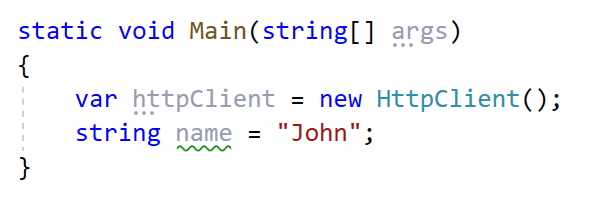 static void Main(string[] args)
{
    var httpClient = new HttpClient();
    string name = "John";
}